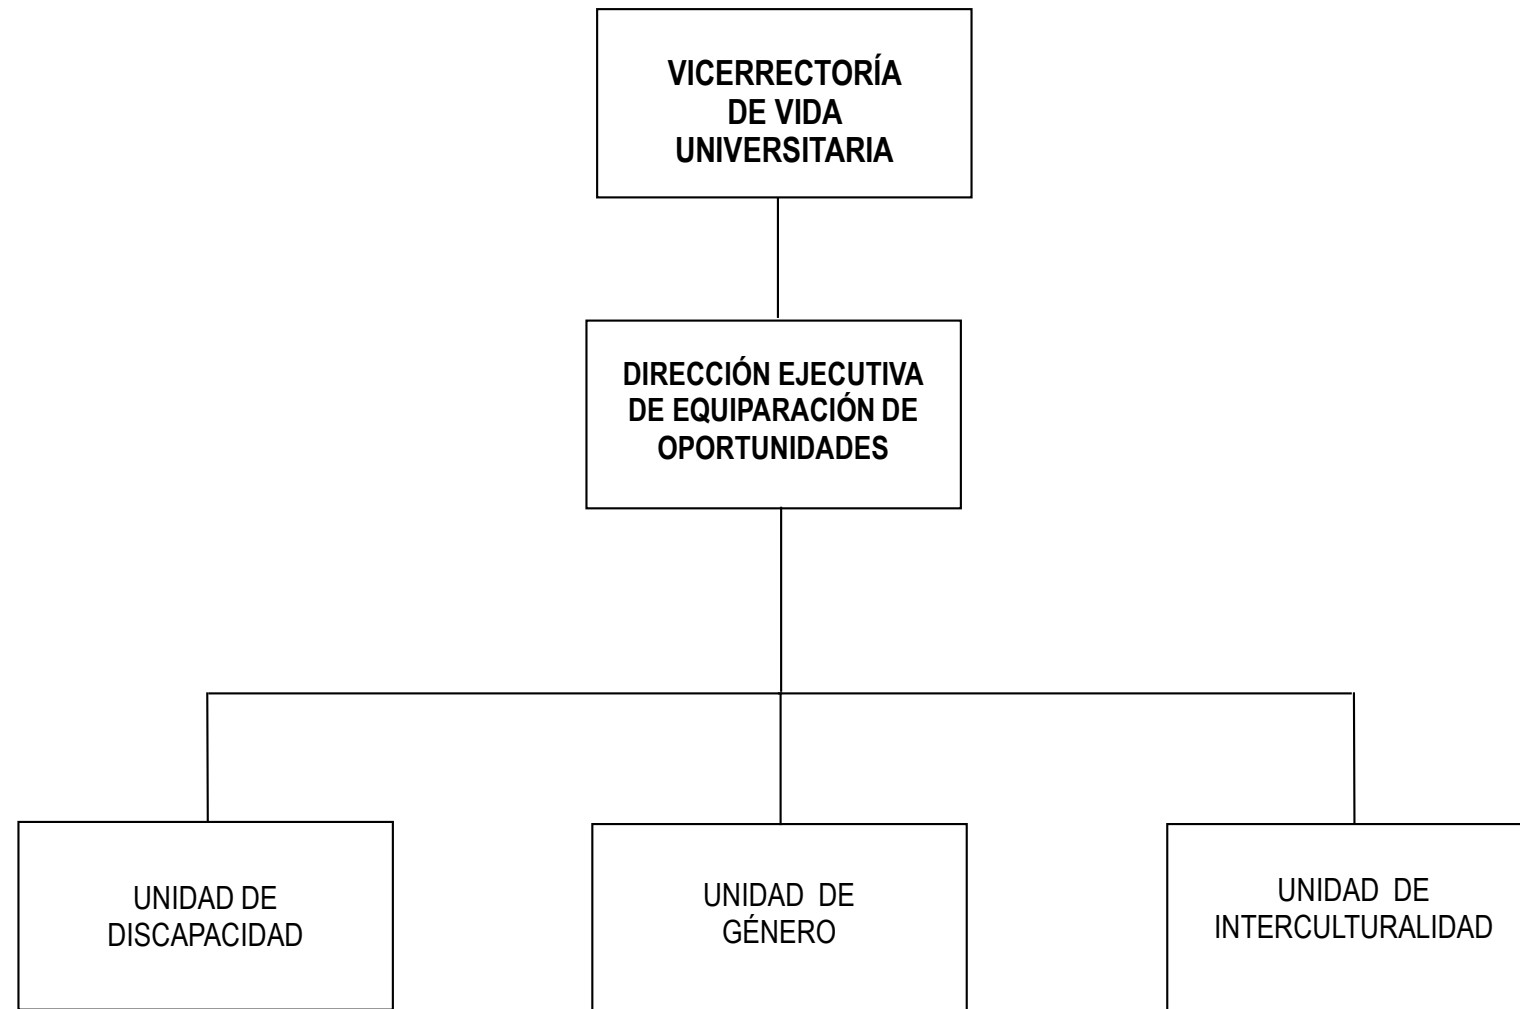 VICERRECTORÍA
DE VIDA
UNIVERSITARIA
DIRECCIÓN EJECUTIVA
DE EQUIPARACIÓN DE
OPORTUNIDADES
UNIDAD DE
DISCAPACIDAD
UNIDAD DE
GÉNERO
UNIDAD DE
INTERCULTURALIDAD